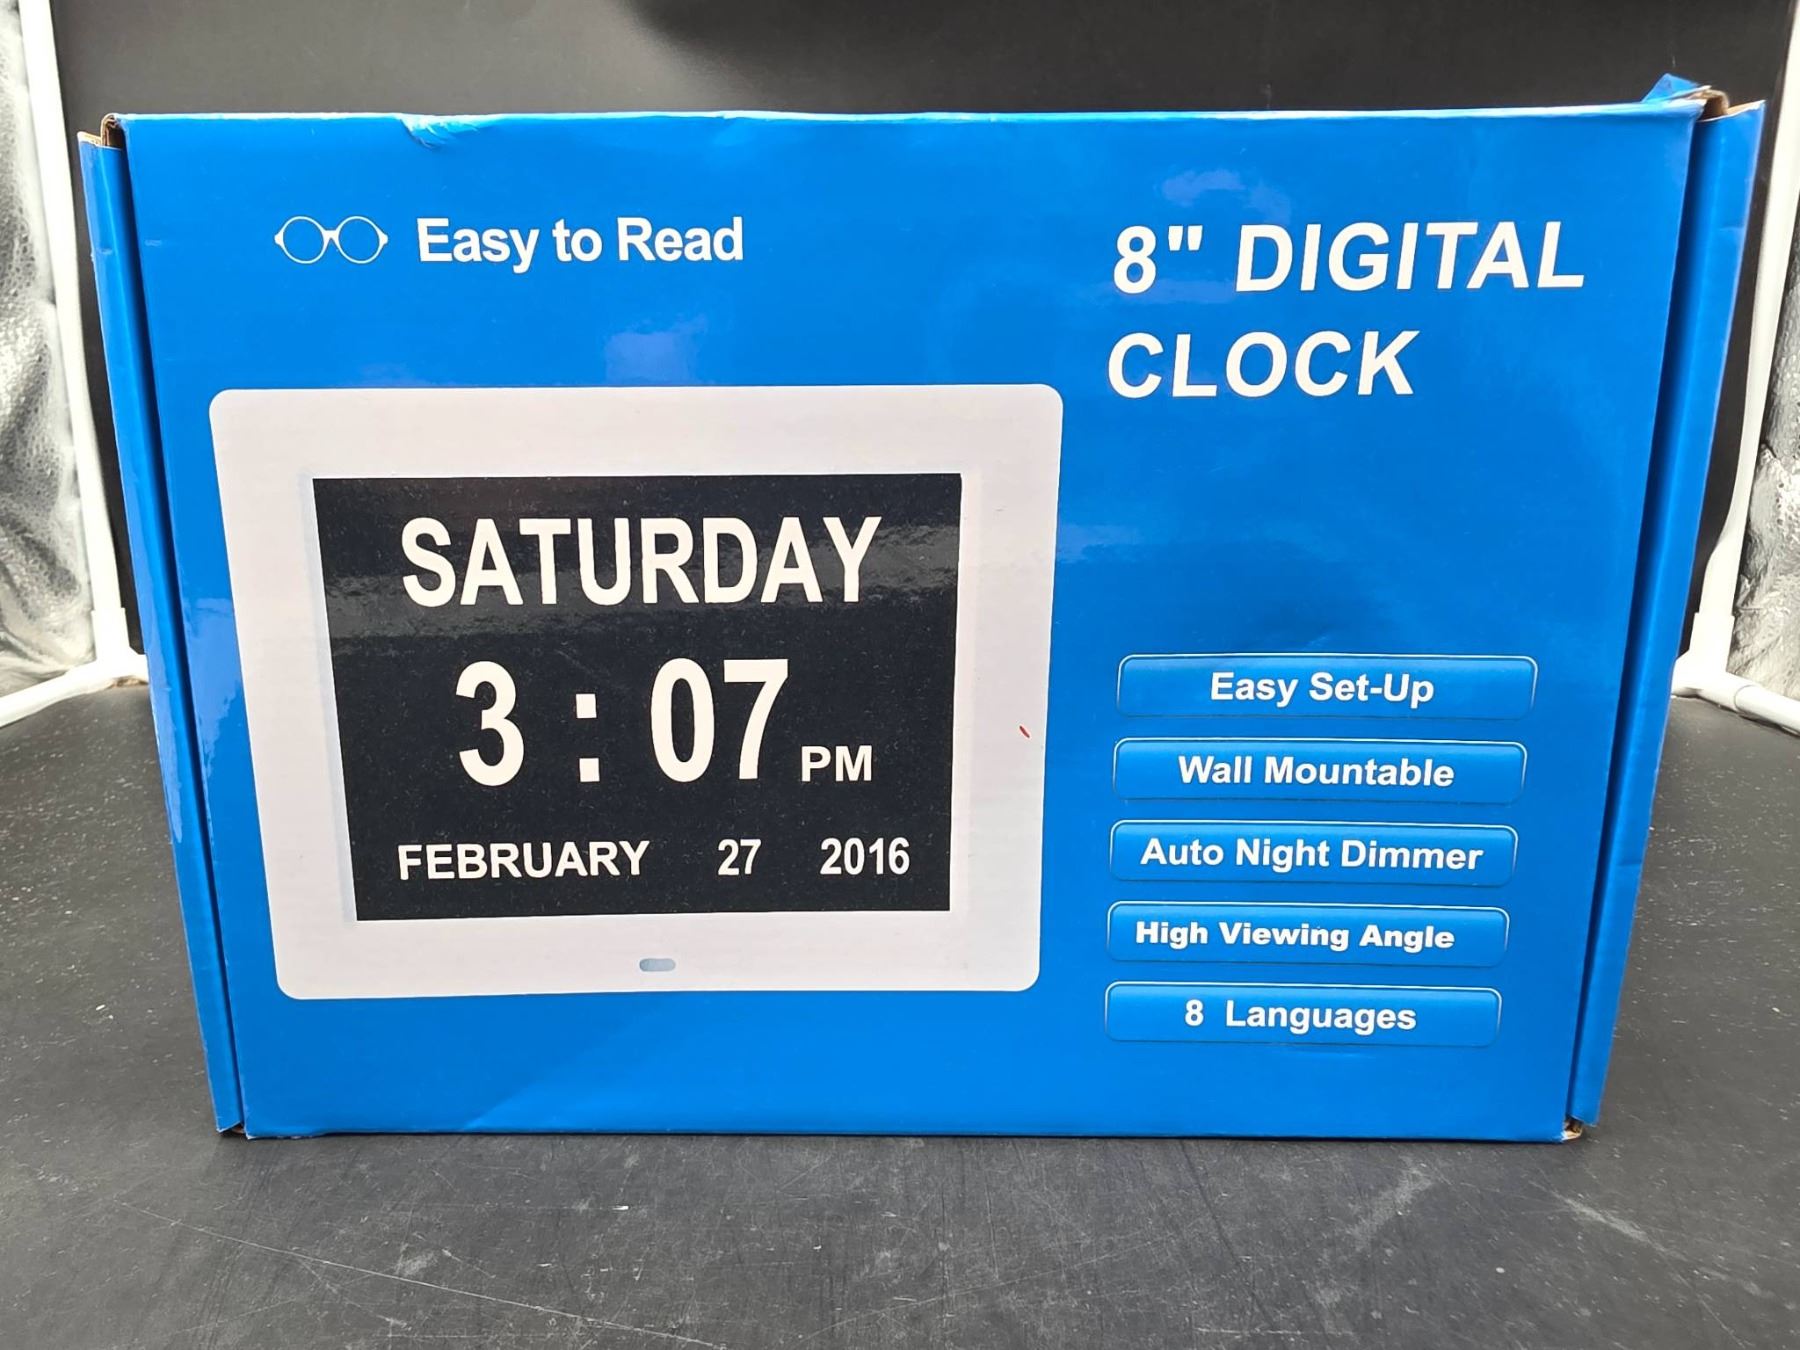 Easy to Read
8" DIGITAL
CLOCK
SATURDAY
3 : 07 PM
FEBRUARY 27 2016
Easy Set-Up
Wall Mountable
Auto Night Dimmer
High Viewing Angle
8 Languages